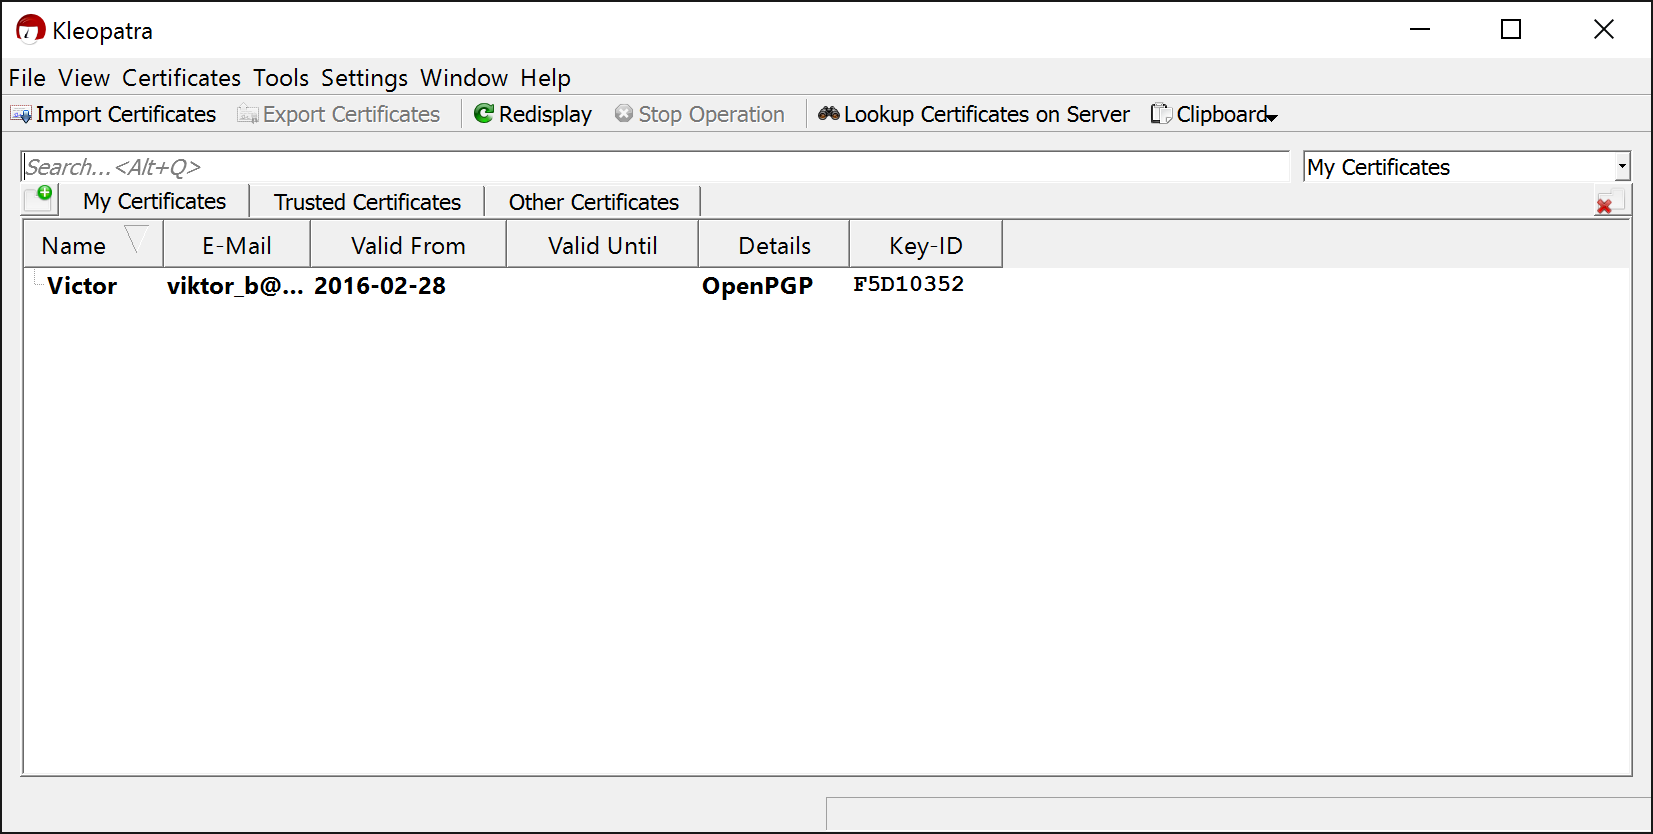 Kleopatra
File View Certificates Tools Settings Window Help
Import Certificates Export Certificates Redisplay Stop Operation Lookup Certificates on Server Clipboard
Search...<Alt+Q> My Certificates
My Certificates Trusted Certificates Other Certificates
Name E-Mail Valid From Valid Until Details Key-ID
Victor viktor_b@... 2016-02-28 OpenPGP F5D10352